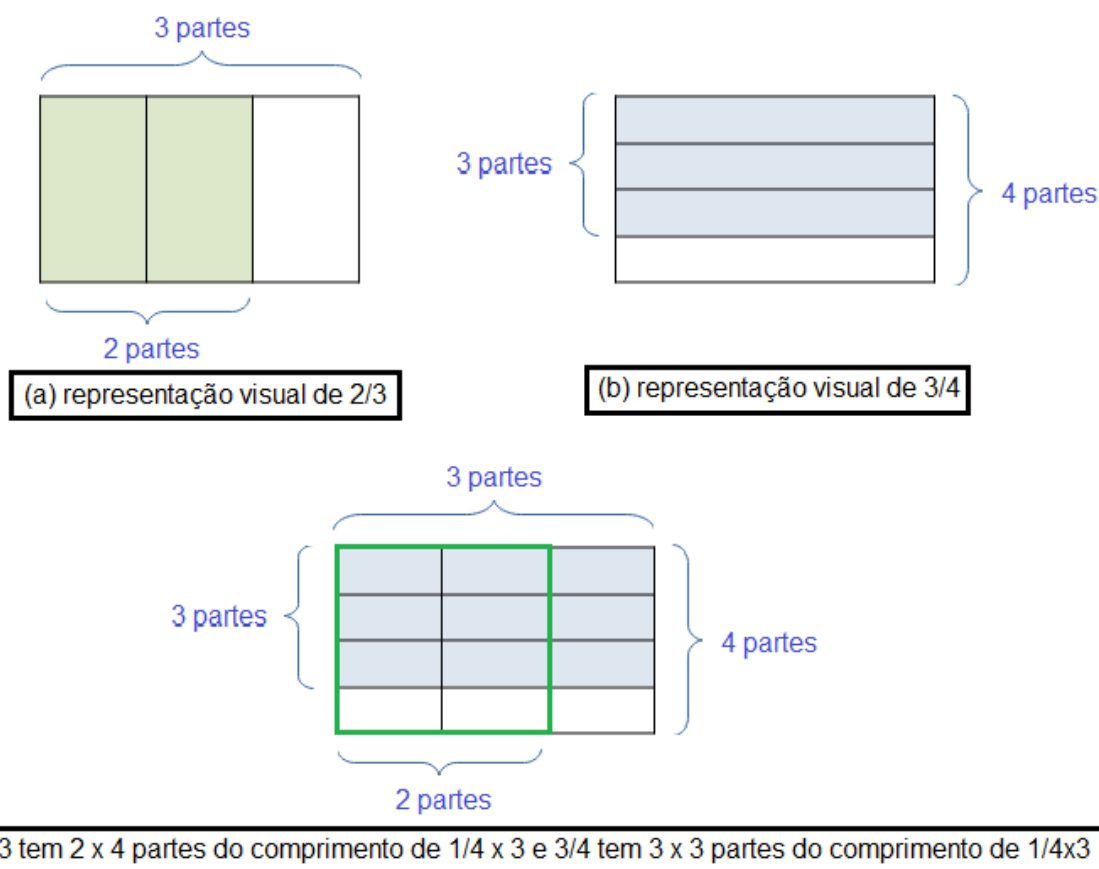 3 partes
3 partes
4 partes
2 partes
(a) representação visual de 2/3
(b) representação visual de 3/4
3 partes
3 partes
4 partes
2 partes
3 tem 2 x 4 partes do comprimento de 1/4 x 3 e 3/4 tem 3 x 3 partes do comprimento de 1/4x3